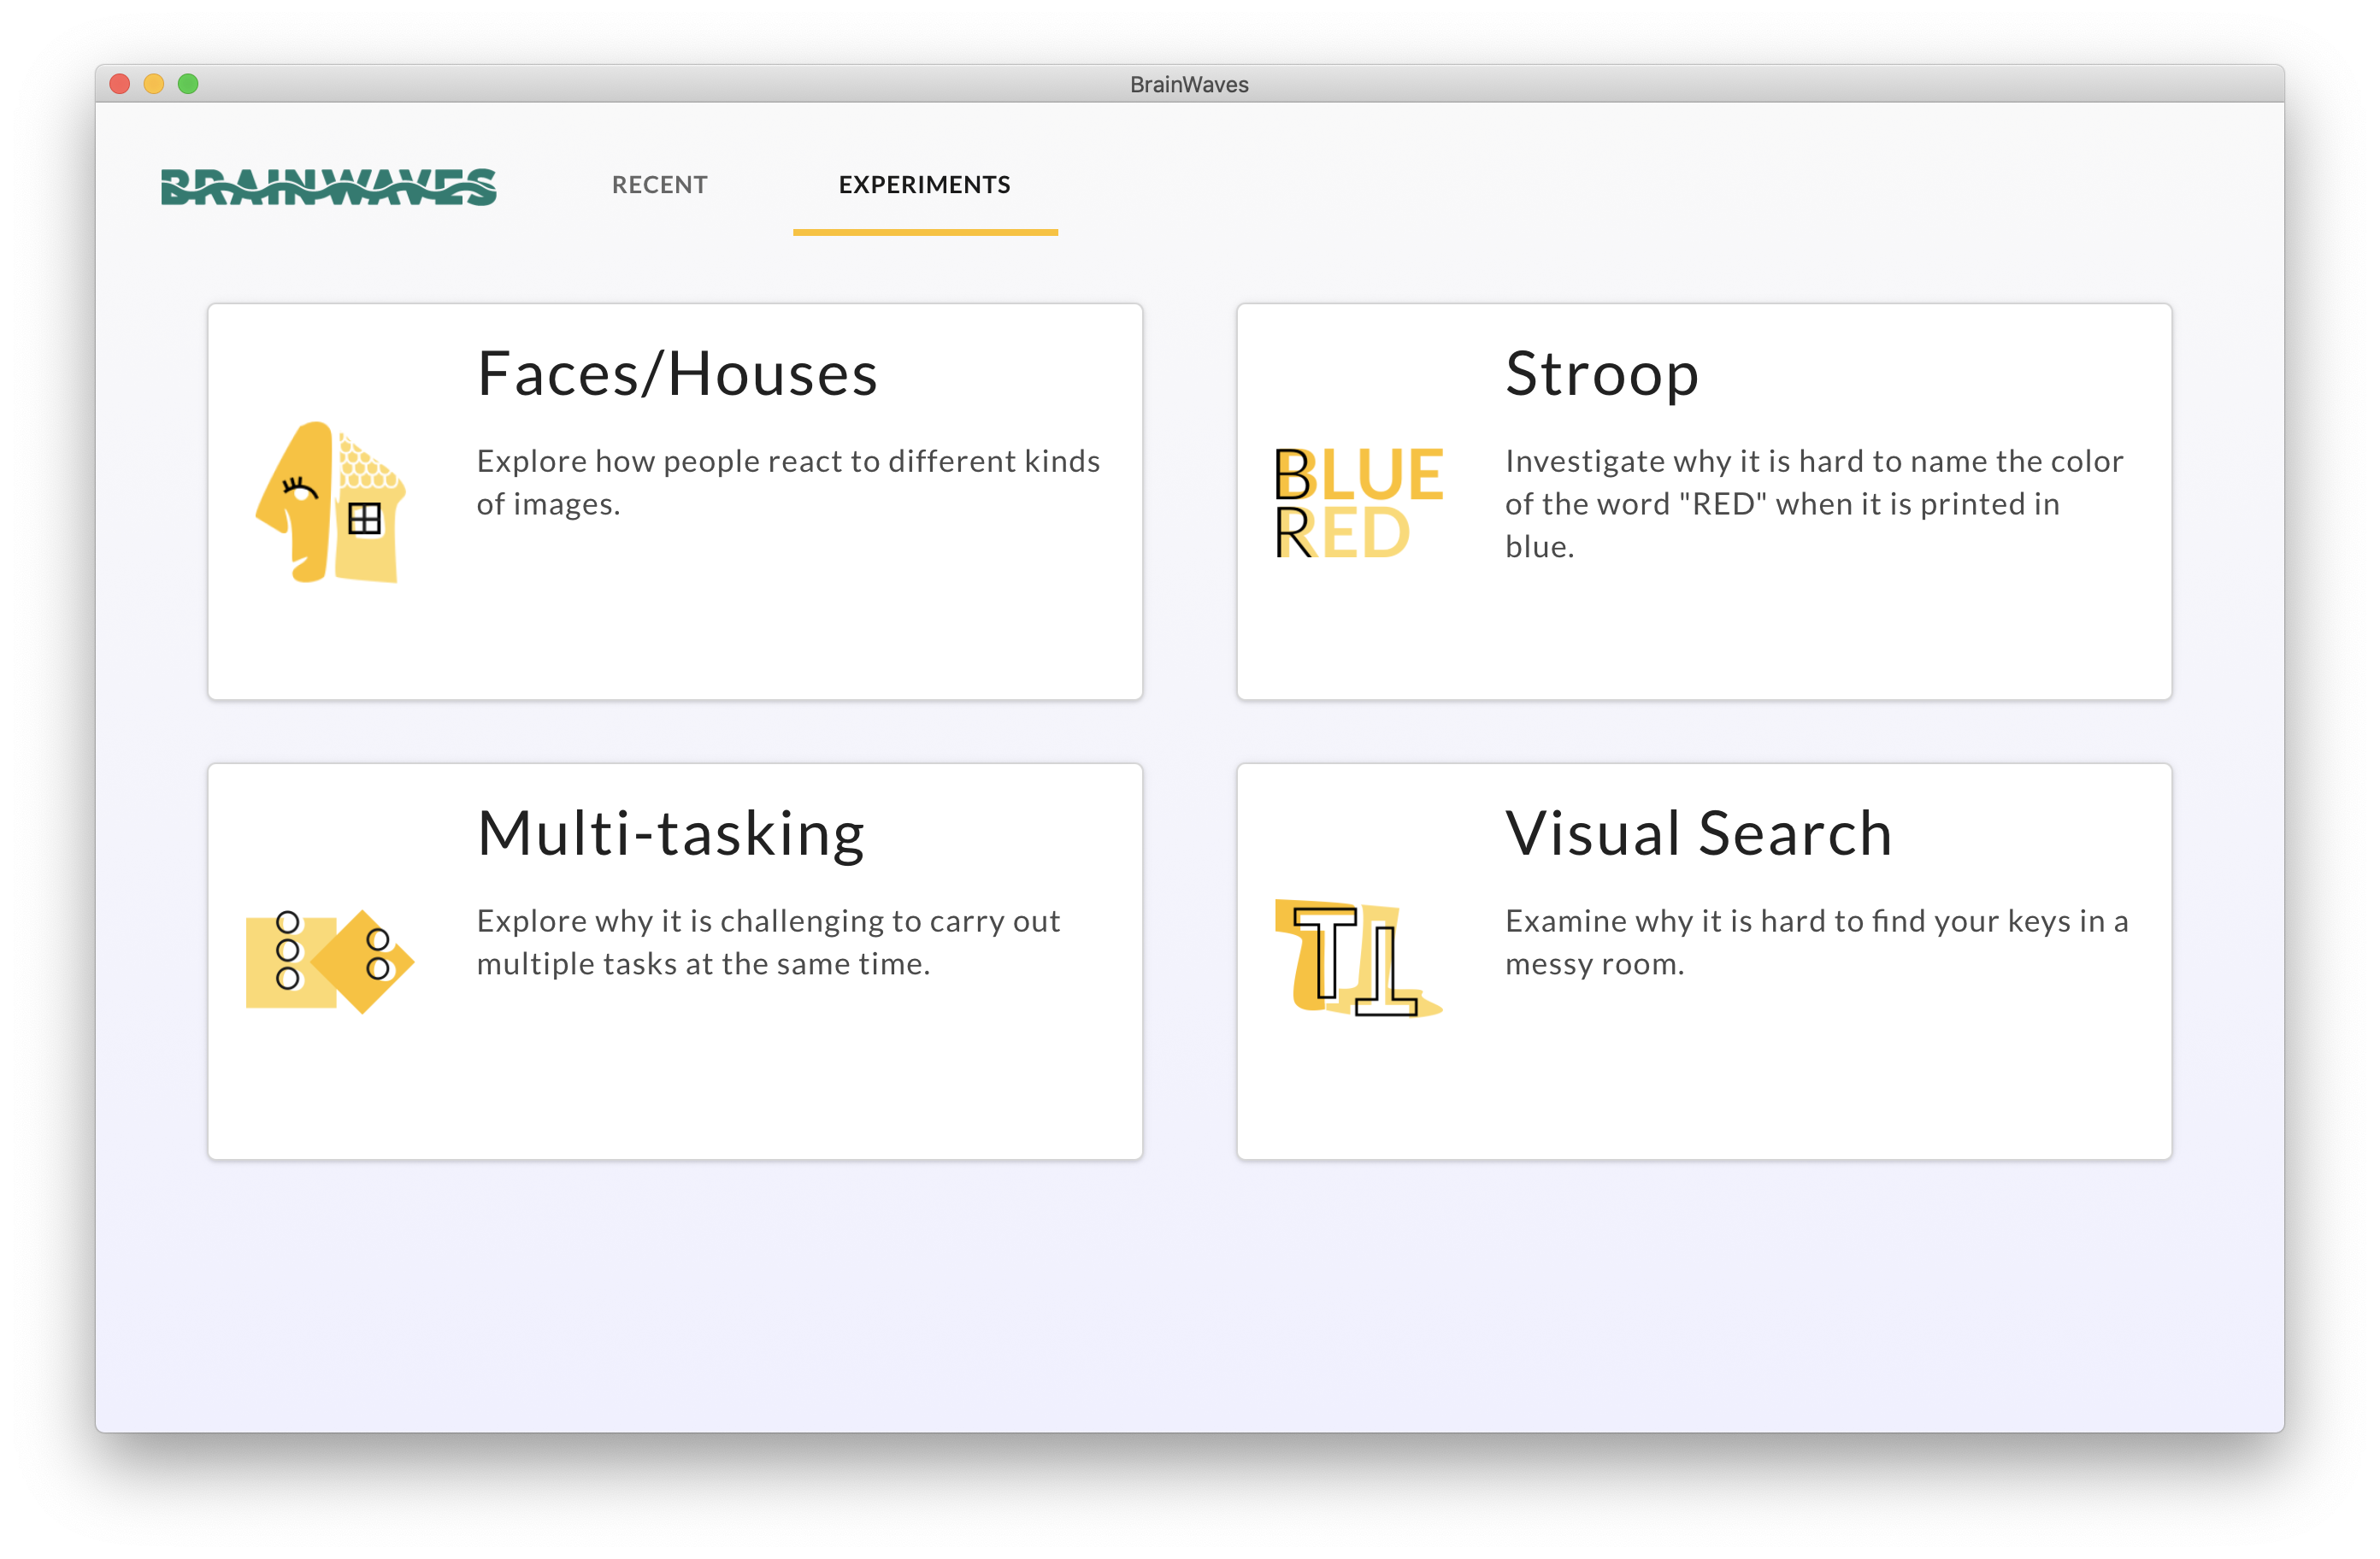 BrainWaves
BRAINWAVES
RECENT
EXPERIMENTS
Faces/Houses
Explore how people react to different kinds
of images.
BLUE
RED
Stroop
Investigate why it is hard to name the color
of the word "RED" when it is printed in
blue.
Multi-tasking
Explore why it is challenging to carry out
multiple tasks at the same time.
T T
Visual Search
Examine why it is hard to find your keys in a
messy room.